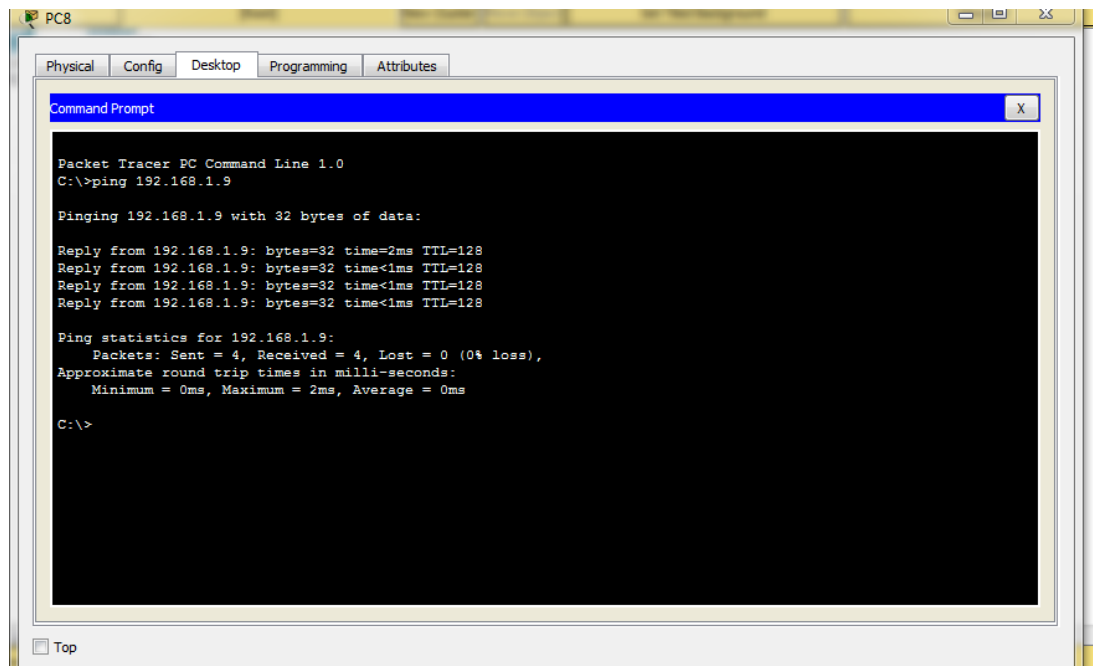 PC8
Physical Config Desktop Programming Attributes
Command Prompt
X
Packet Tracer PC Command Line 1.0
C:\>ping 192.168.1.9
Pinging 192.168.1.9 with 32 bytes of data:
Reply from 192.168.1.9: bytes=32 time=2ms TTL=128
Reply from 192.168.1.9: bytes=32 time<1ms TTL=128
Reply from 192.168.1.9: bytes=32 time<1ms TTL=128
Reply from 192.168.1.9: bytes=32 time<1ms TTL=128
Ping statistics for 192.168.1.9:
Packets: Sent = 4, Received = 4, Lost = 0 (0% loss),
Approximate round trip times in milli-seconds:
Minimum = 0ms, Maximum = 2ms, Average = 0ms
C:\>
Top